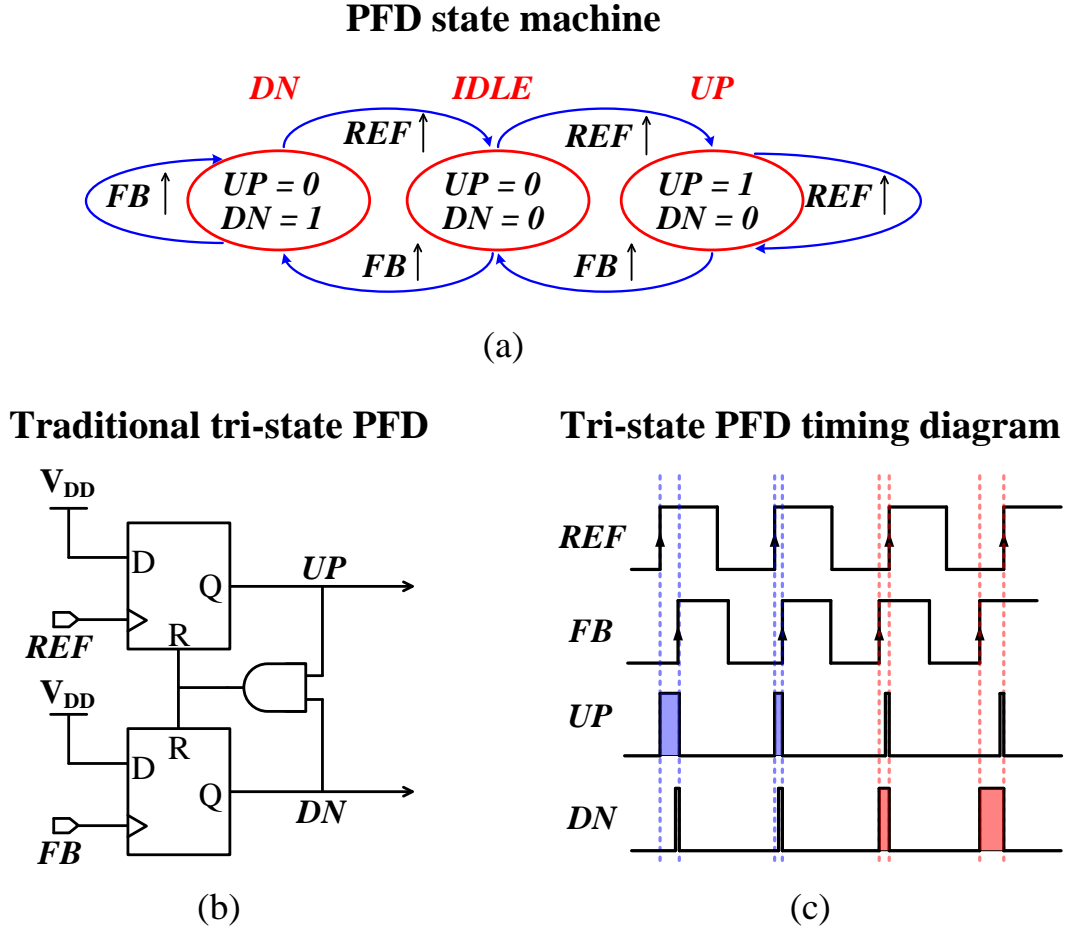 PFD state machine
DN IDLE UP
REF↑ REF↑
UP = 0 UP = 0 UP = 1
FB↑ REF↑
DN = 1 DN = 0 DN = 0
FB↑ FB↑
(a)
Traditional tri-state PFD
VDD
D Q UP
REF R
VDD
R
D Q
DN
FB
(b)
Tri-state PFD timing diagram
REF
FB
UP
DN
(c)